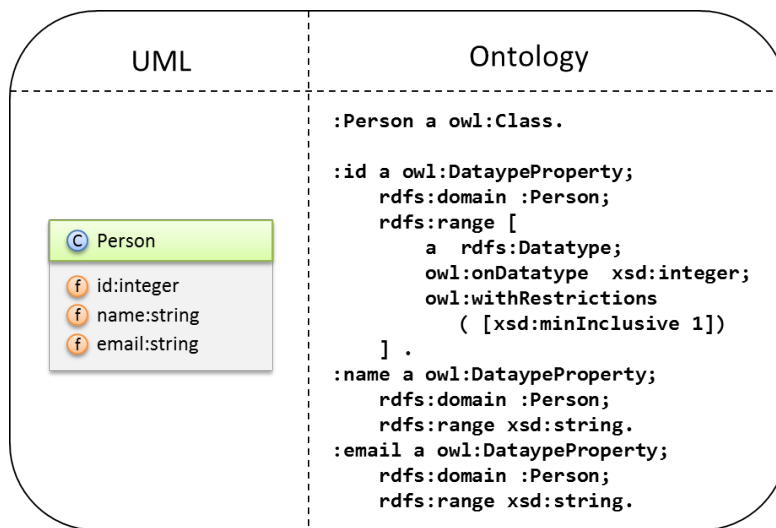 UML
Ontology
C Person
f id:integer
f name:string
f email:string
:Person a owl:Class.
:id a owl:DataypeProperty;
rdfs:domain :Person;
rdfs:range [
a rdfs:Datatype;
owl:onDatatype xsd:integer;
owl:withRestrictions
( [xsd:minInclusive 1])
] .
:name a owl:DataypeProperty;
rdfs:domain :Person;
rdfs:range xsd:string.
:email a owl:DataypeProperty;
rdfs:domain :Person;
rdfs:range xsd:string.